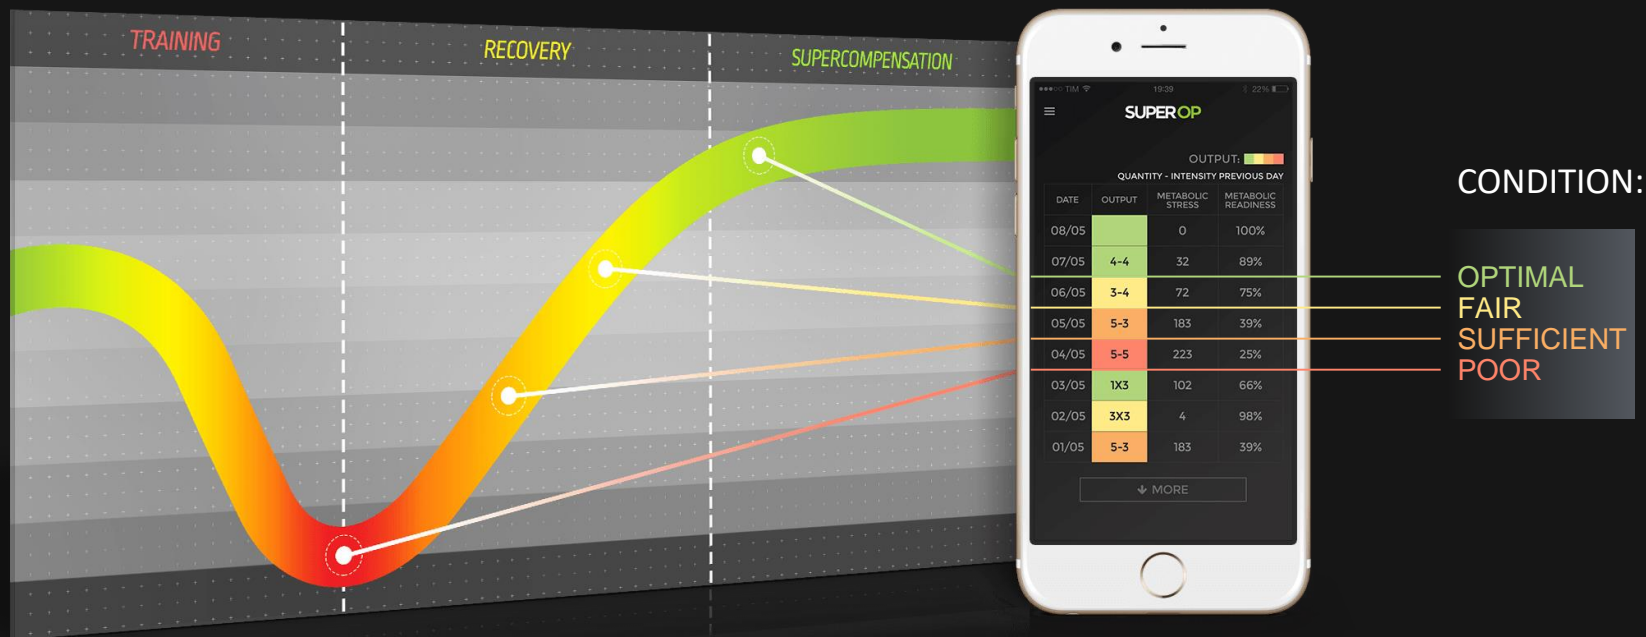 TRAINING
RECOVERY
SUPERCOMPENSATION
TIM 19:39 22%
SUPEROP
OUTPUT:
QUANTITY - INTENSITY PREVIOUS DAY
DATE OUTPUT METABOLIC STRESS METABOLIC READINESS
08/05 0 100%
07/05 4-4 32 89%
06/05 3-4 72 75%
05/05 5-3 183 39%
04/05 5-5 223 25%
03/05 1X3 102 66%
02/05 3X3 4 98%
01/05 5-3 183 39%
MORE
CONDITION:
OPTIMAL
FAIR
SUFFICIENT
POOR